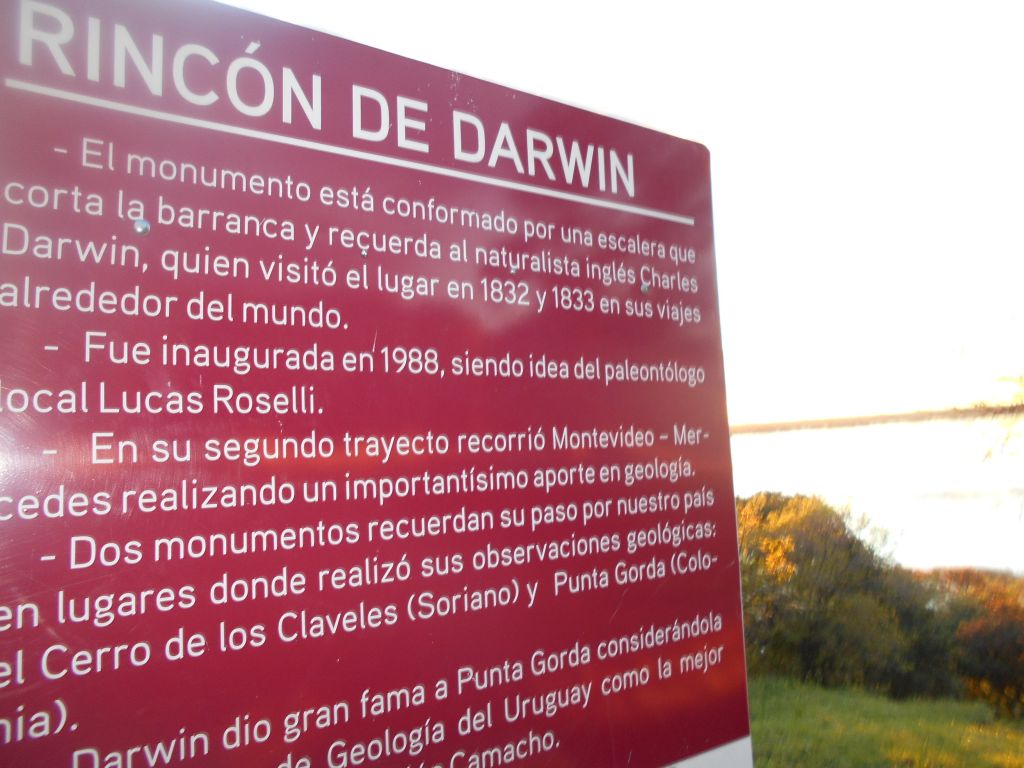 RINCÓN DE DARWIN
- El monumento está conformado por una escalera que
corta la barranca y recuerda al naturalista inglés Charles
Darwin, quien visitó el lugar en 1832 y 1833 en sus viajes
alrededor del mundo.
- Fue inaugurada en 1988, siendo idea del paleontólogo
local Lucas Roselli.
- En su segundo trayecto recorrió Montevideo - Mer-
cedes realizando un importantísimo aporte en geología.
- Dos monumentos recuerdan su paso por nuestro país
en lugares donde realizó sus observaciones geológicas:
el Cerro de los Claveles (Soriano) y Punta Gorda (Colo-
nia).
Darwin dio gran fama a Punta Gorda considerándola
de Geología del Uruguay como la mejor
Camacho.